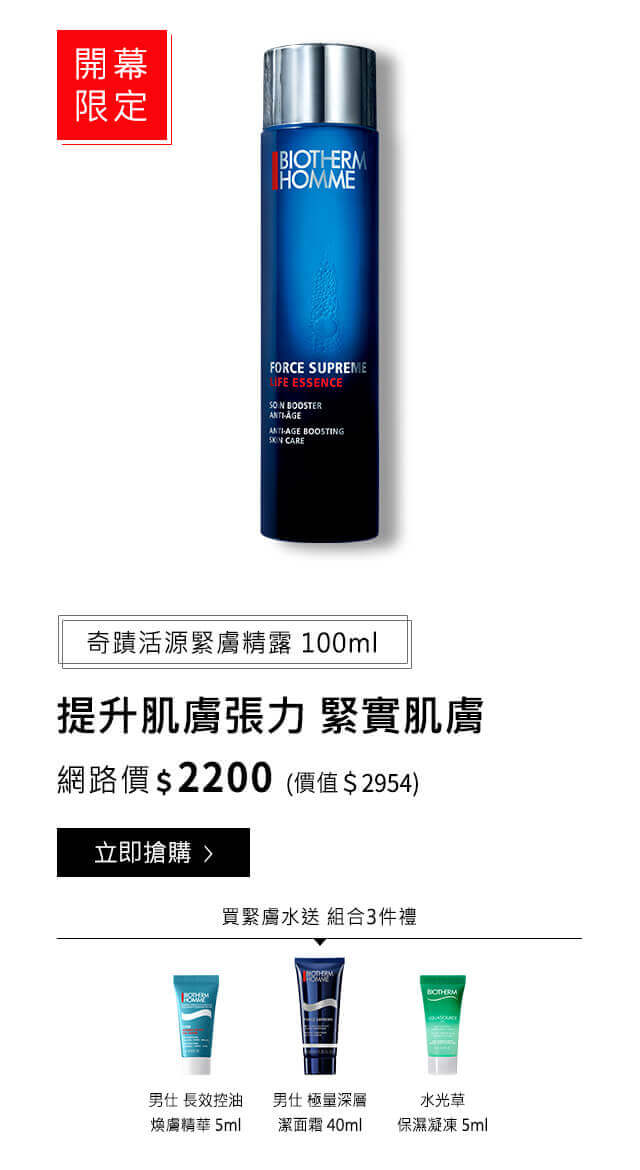 開幕
限定
BIOTHERM
HOMME
FORCE SUPREME
LIFE ESSENCE
SOIN BOOSTER
ANTI-ÂGE
ANTI-AGE BOOSTING
SKIN CARE
奇蹟活源緊膚精露 100ml
提升肌膚張力 緊實肌膚
網路價$2200 (價值$2954)
立即搶購 >
買緊膚水送 組合3件禮
BIOTHERM
HOMME
BIOTHERM
HOMME
BIOTHERM
AQUASOURCE
男仕 長效控油
煥膚精華 5ml
男仕 極量深層
潔面霜 40ml
水光草
保濕凝凍 5ml